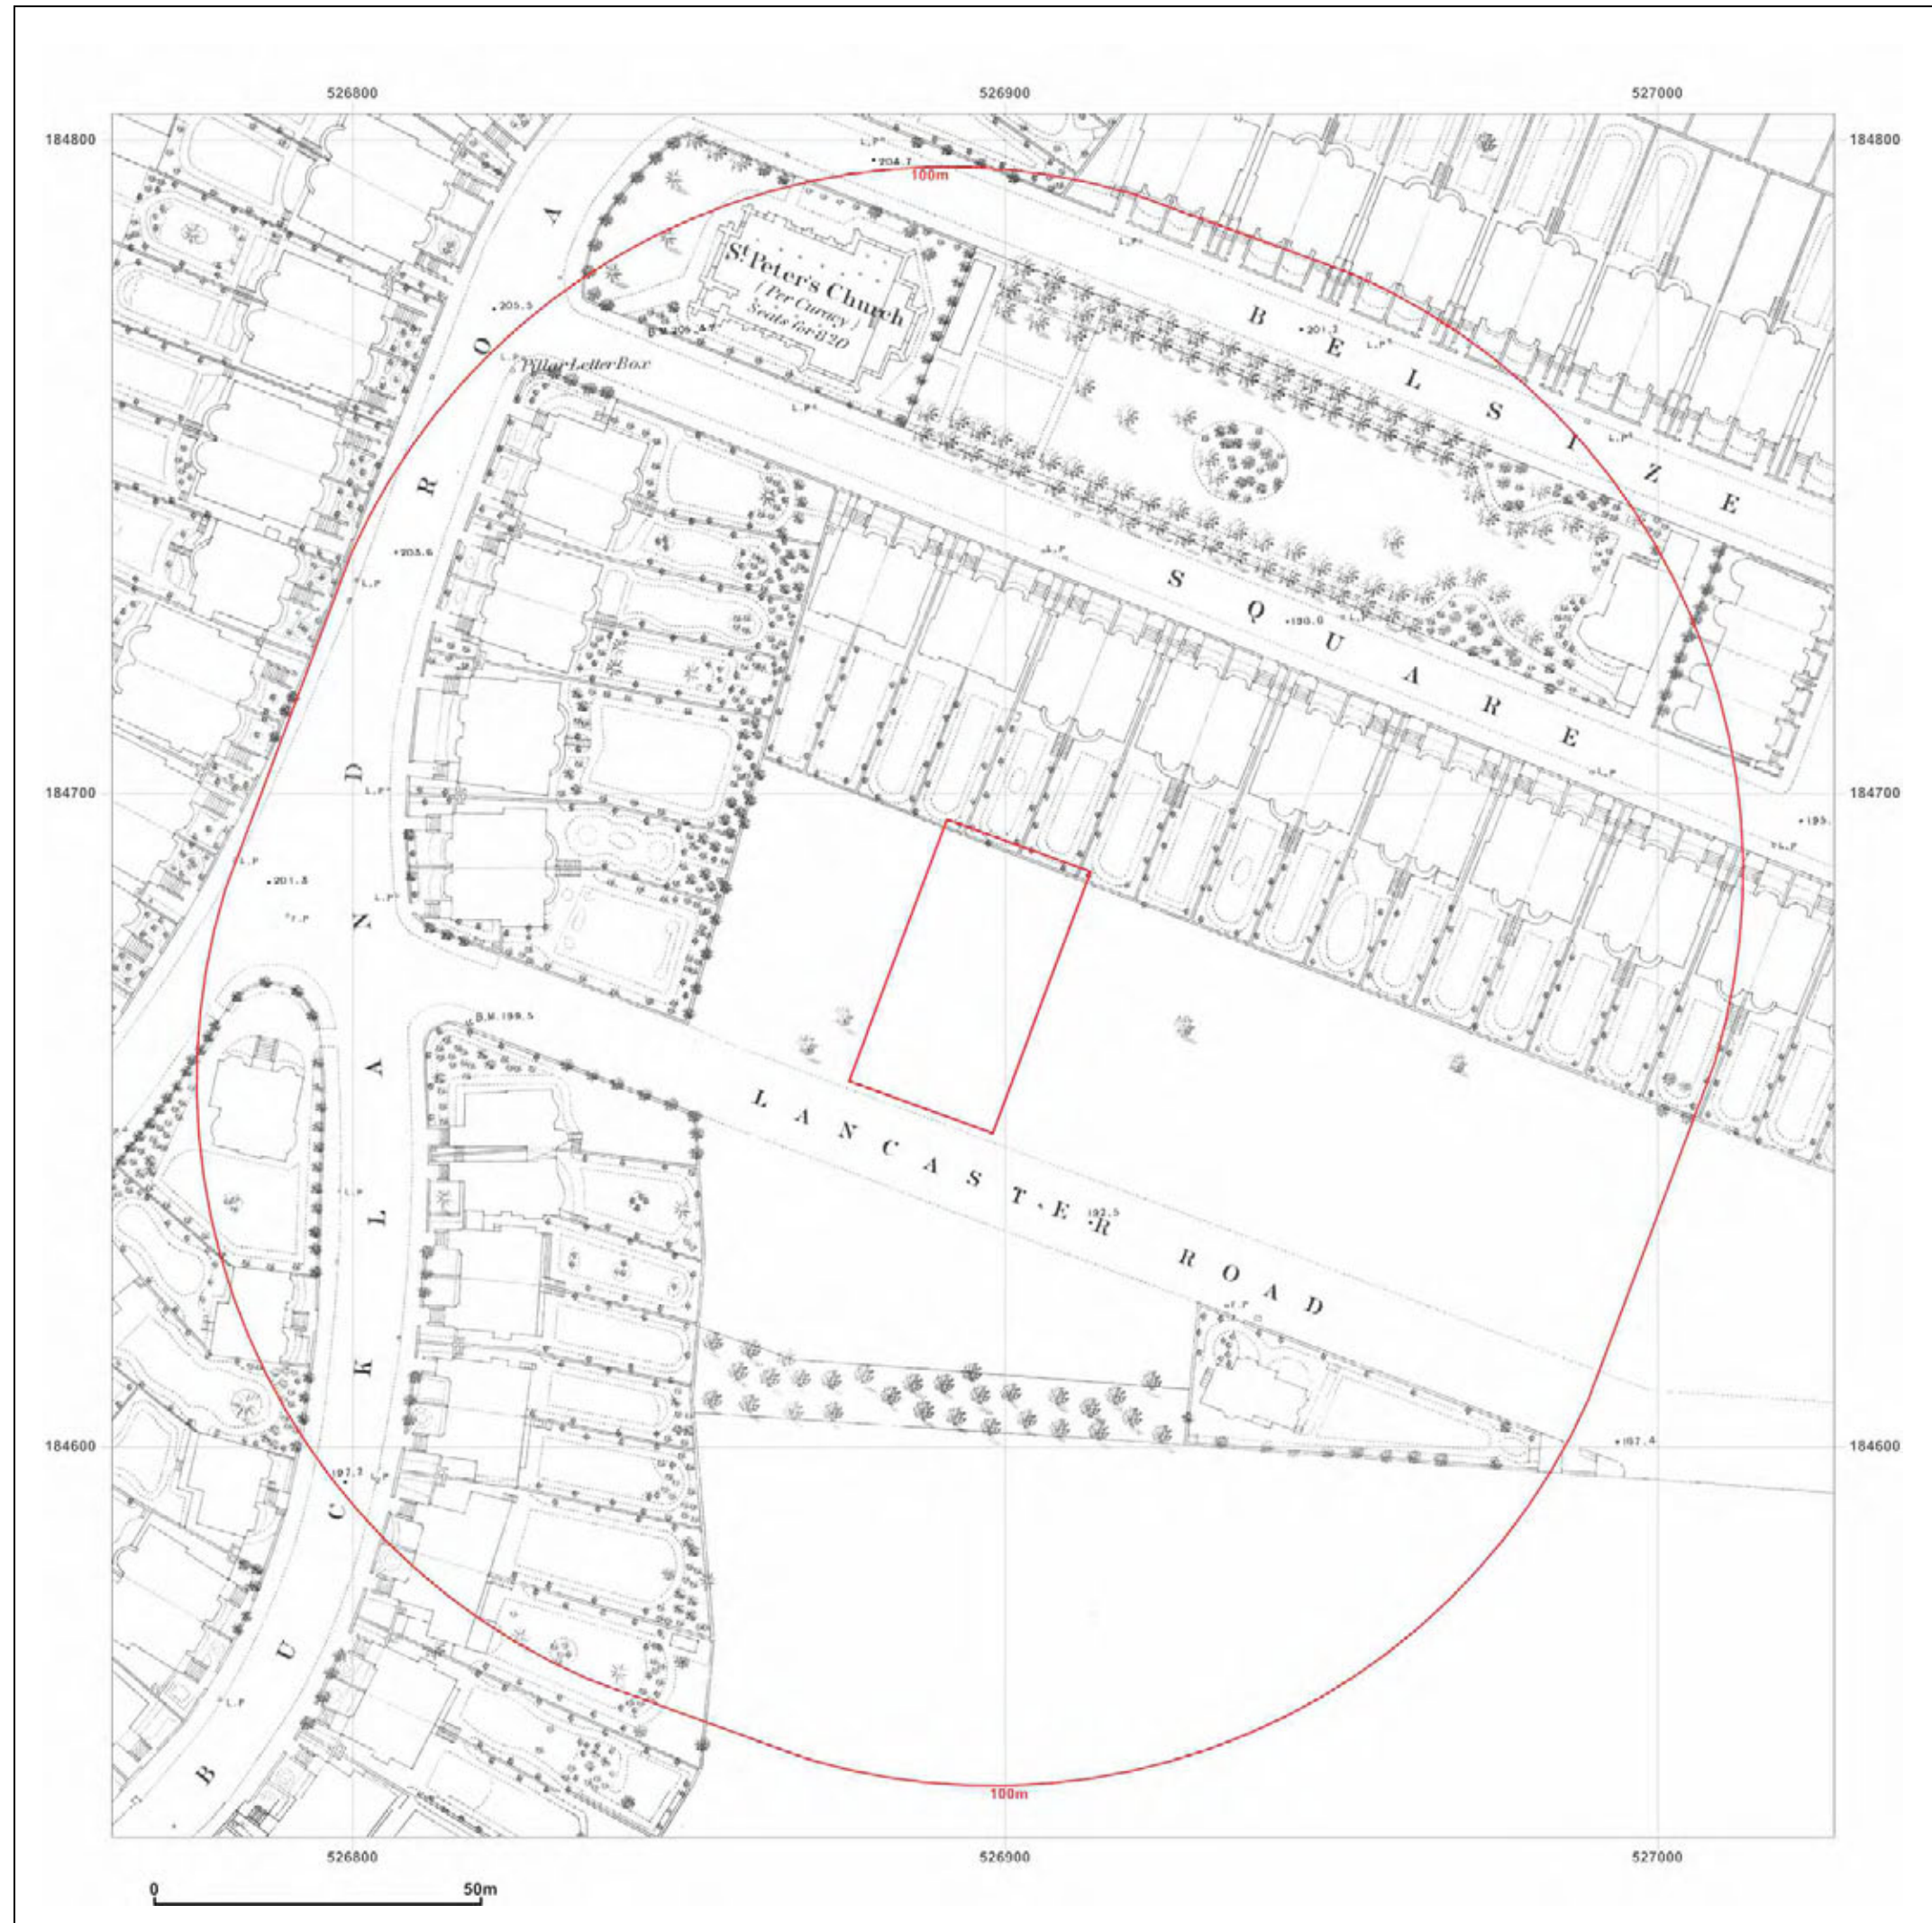 526800 526900 527000
184800 184800
L.P.
204.7
100m
A
St Peter's Church
(Per. Curacy)
Seats for 820
L.P.
205.5
O
Pillar Letter Box
L.P.
B E L S I Z E
201.2
L.P.
L.P.
R
203.6
L.P
L.P
S Q U A R E
L.P
L.P
184700 184700
D
L.P.
195.
L.P
L.P
201.3
L.P.
N
B.M.199.5
A
L A N C A S T E R R O A D
192.5
L.P
L
K
184600 184600
197.4
197.2 L.P
C
U
L.P
B
100m
526800 526900 527000
0 50m